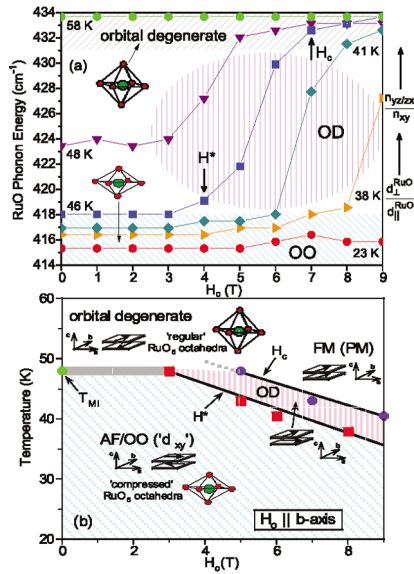 434
432
430
428
426
424
422
420
418
416
414
RuO Phonon Energy (cm⁻¹)
58 K
orbital degenerate
(a)
48 K
46 K
H*
H_c
41 K
OD
38 K
OO
23 K
n_yz/zx
n_xy
d_⊥^RuO
d_||^RuO
0 1 2 3 4 5 6 7 8 9
H_o(T)
60
50
40
30
20
Temperature (K)
orbital degenerate
'regular'
RuO₆ octahedra
c b a
T_MI
H_c
FM (PM)
OD
H*
c b a
AF/OO ('d_xy')
c b a
'compressed'
RuO₆ octahedra
(b)
H_o || b-axis
0 2 4 6 8
H_o(T)